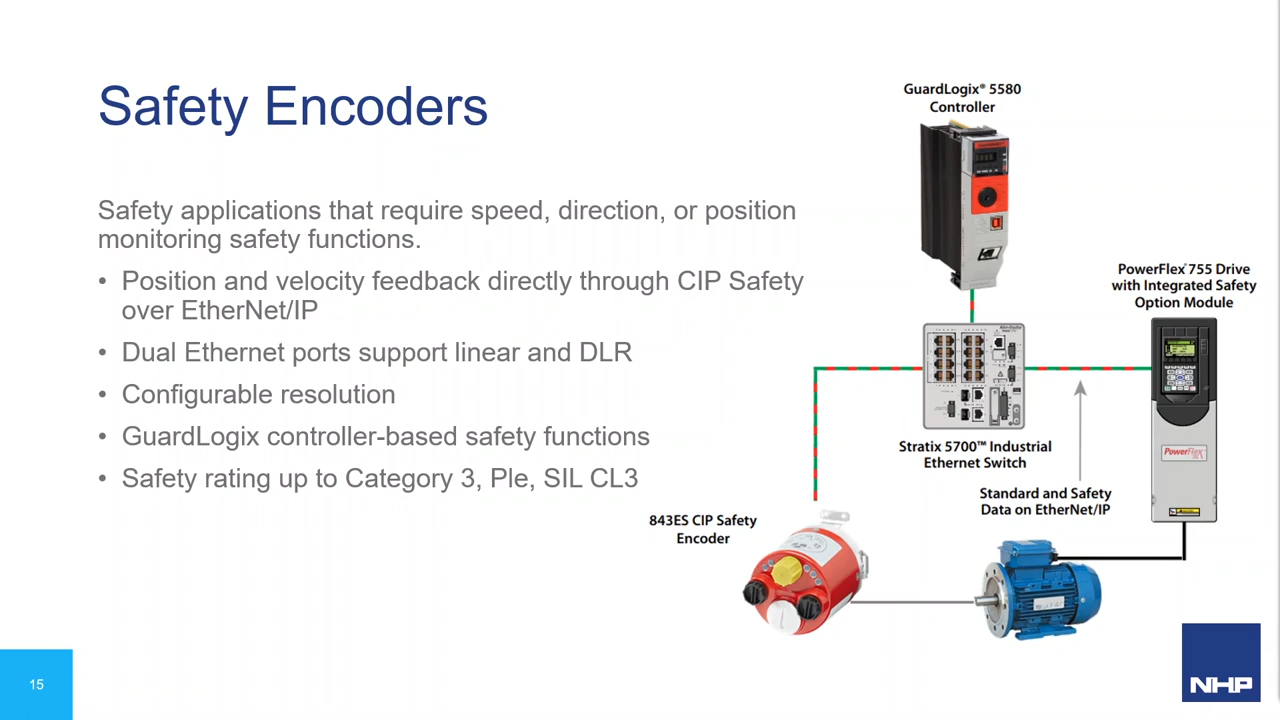 Safety Encoders
Safety applications that require speed, direction, or position
monitoring safety functions.
• Position and velocity feedback directly through CIP Safety
over EtherNet/IP
• Dual Ethernet ports support linear and DLR
• Configurable resolution
• GuardLogix controller-based safety functions
• Safety rating up to Category 3, Ple, SIL CL3
GuardLogix® 5580
Controller
PowerFlex® 755 Drive
with Integrated Safety
Option Module
Stratix 5700™ Industrial
Ethernet Switch
Standard and Safety
Data on EtherNet/IP
843ES CIP Safety
Encoder
PowerFlex
15
NHP